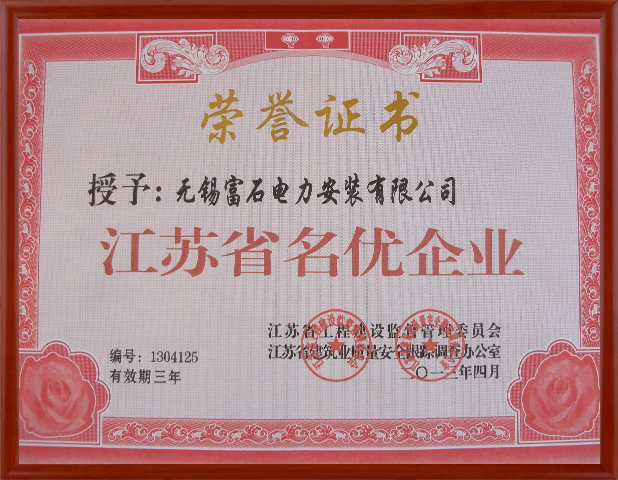 荣誉证书
授予：无锡富石电力安装有限公司
江苏省名优企业
江苏省工程建设监督管理委员会
江苏省建筑业质量安全跟踪调查办公室
二〇一三年四月
编号：1304125
有效期三年